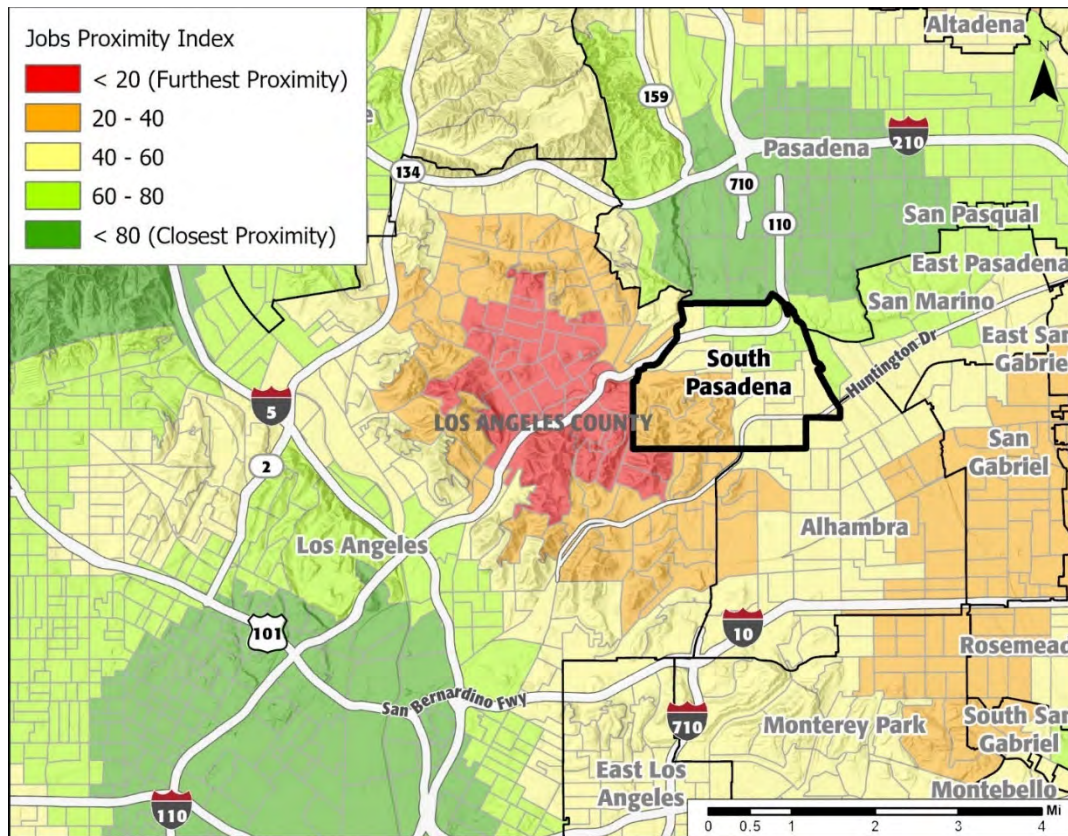 Jobs Proximity Index
< 20 (Furthest Proximity)
20 - 40
40 - 60
60 - 80
< 80 (Closest Proximity)
Altadena
N
159
Pasadena
210
134
710
110
San Pasqual
East Pasadena
San Marino
East San
Gabriel
Huntington Dr
South
Pasadena
5
LOS ANGELES COUNTY
2
San
Gabriel
Alhambra
Los Angeles
101
10
Rosemead
San Bernardino Fwy
710
Monterey Park
South San
Gabriel
East Los
Angeles
Montebello
110
Mi
0 0.5 1 2 3 4